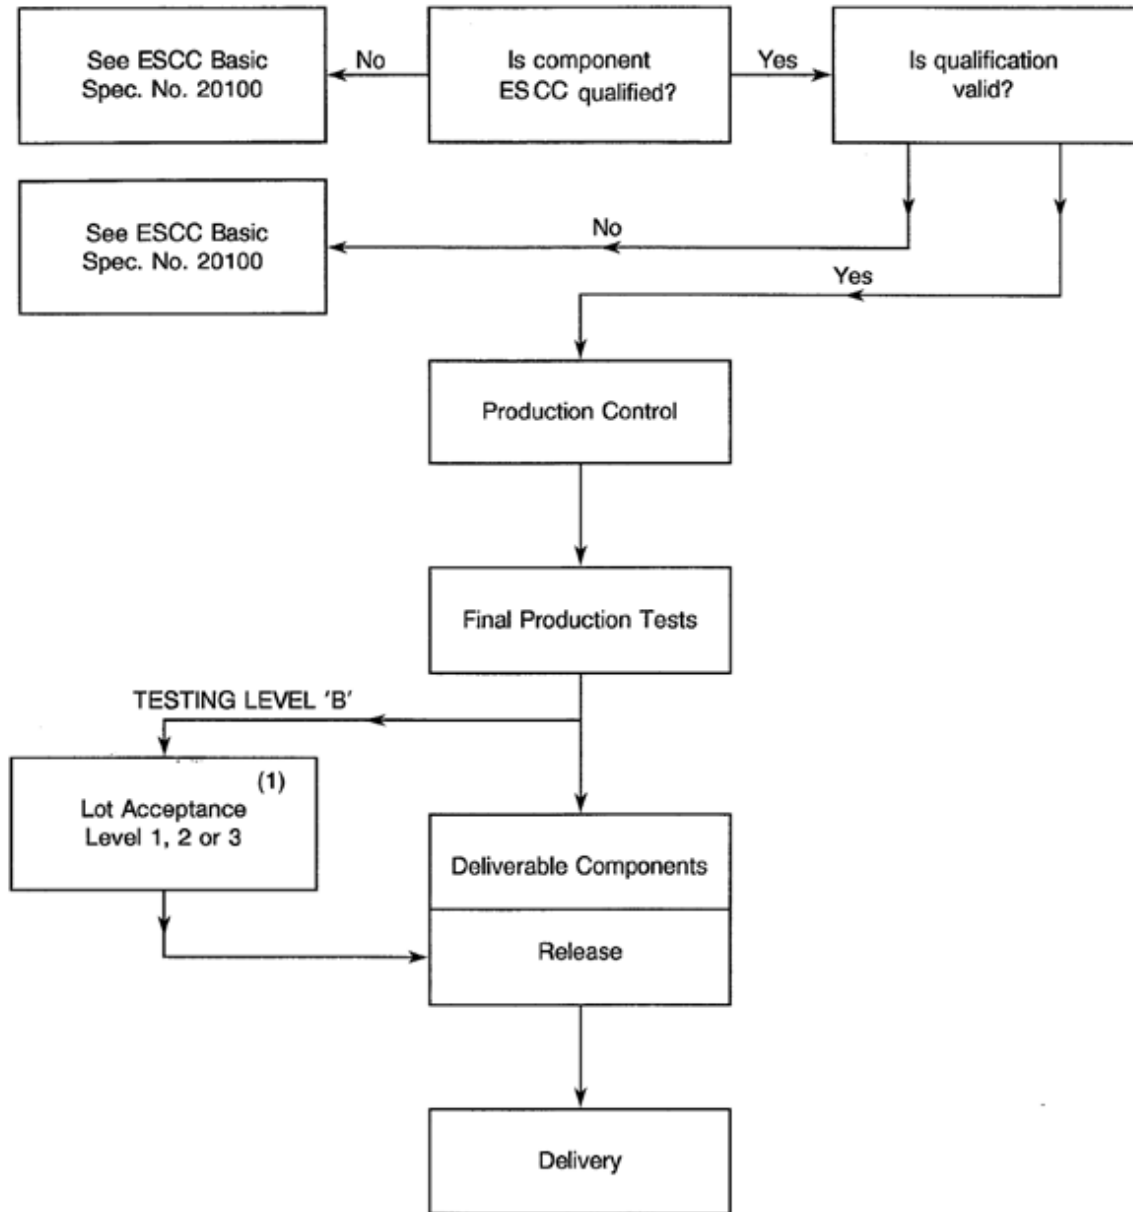 See ESCC Basic
Spec. No. 20100
No
Is component
ESCC qualified?
Yes
Is qualification
valid?
See ESCC Basic
Spec. No. 20100
No
Yes
Production Control
Final Production Tests
TESTING LEVEL 'B'
(1)
Lot Acceptance
Level 1, 2 or 3
Deliverable Components
Release
Delivery